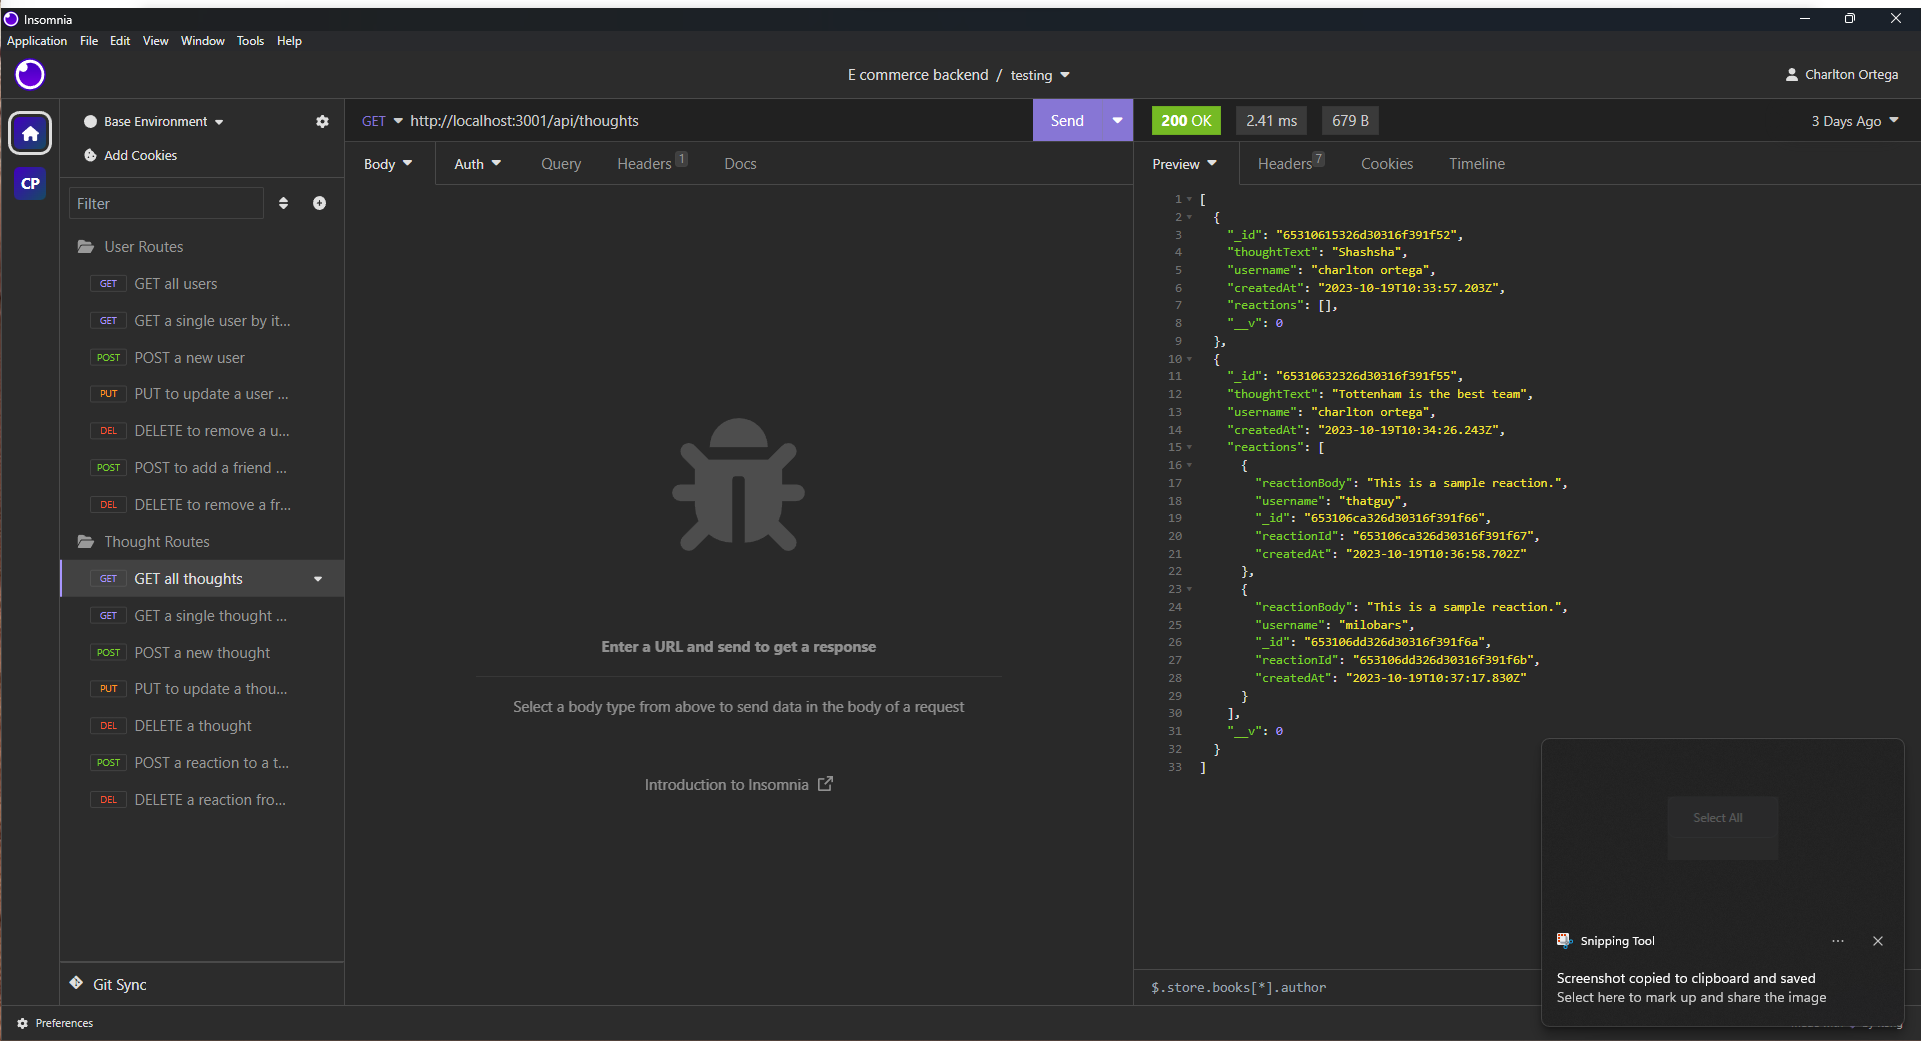 Insomnia
Application File Edit View Window Tools Help
E commerce backend / testing
Charlton Ortega
Base Environment
Add Cookies
CP
Filter
User Routes
GET GET all users
GET GET a single user by it...
POST POST a new user
PUT PUT to update a user ...
DEL DELETE to remove a u...
POST POST to add a friend ...
DEL DELETE to remove a fr...
Thought Routes
GET GET all thoughts
GET GET a single thought ...
POST POST a new thought
PUT PUT to update a thou...
DEL DELETE a thought
POST POST a reaction to a t...
DEL DELETE a reaction fro...
Git Sync
Preferences
GET http://localhost:3001/api/thoughts Send
Body Auth Query Headers 1 Docs
Enter a URL and send to get a response
Select a body type from above to send data in the body of a request
Introduction to Insomnia
200 OK 2.41 ms 679 B 3 Days Ago
Preview Headers 7 Cookies Timeline
1 [
2 {
3 "_id": "65310615326d30316f391f52",
4 "thoughtText": "Shashsha",
5 "username": "charlton ortega",
6 "createdAt": "2023-10-19T10:33:57.203Z",
7 "reactions": [],
8 "__v": 0
9 },
10 {
11 "_id": "65310632326d30316f391f55",
12 "thoughtText": "Tottenham is the best team",
13 "username": "charlton ortega",
14 "createdAt": "2023-10-19T10:34:26.243Z",
15 "reactions": [
16 {
17 "reactionBody": "This is a sample reaction.",
18 "username": "thatguy",
19 "_id": "653106ca326d30316f391f66",
20 "reactionId": "653106ca326d30316f391f67",
21 "createdAt": "2023-10-19T10:36:58.702Z"
22 },
23 {
24 "reactionBody": "This is a sample reaction.",
25 "username": "milobars",
26 "_id": "653106dd326d30316f391f6a",
27 "reactionId": "653106dd326d30316f391f6b",
28 "createdAt": "2023-10-19T10:37:17.830Z"
29 }
30 ],
31 "__v": 0
32 }
33 ]
$.store.books[*].author
Select All
Snipping Tool
Screenshot copied to clipboard and saved
Select here to mark up and share the image